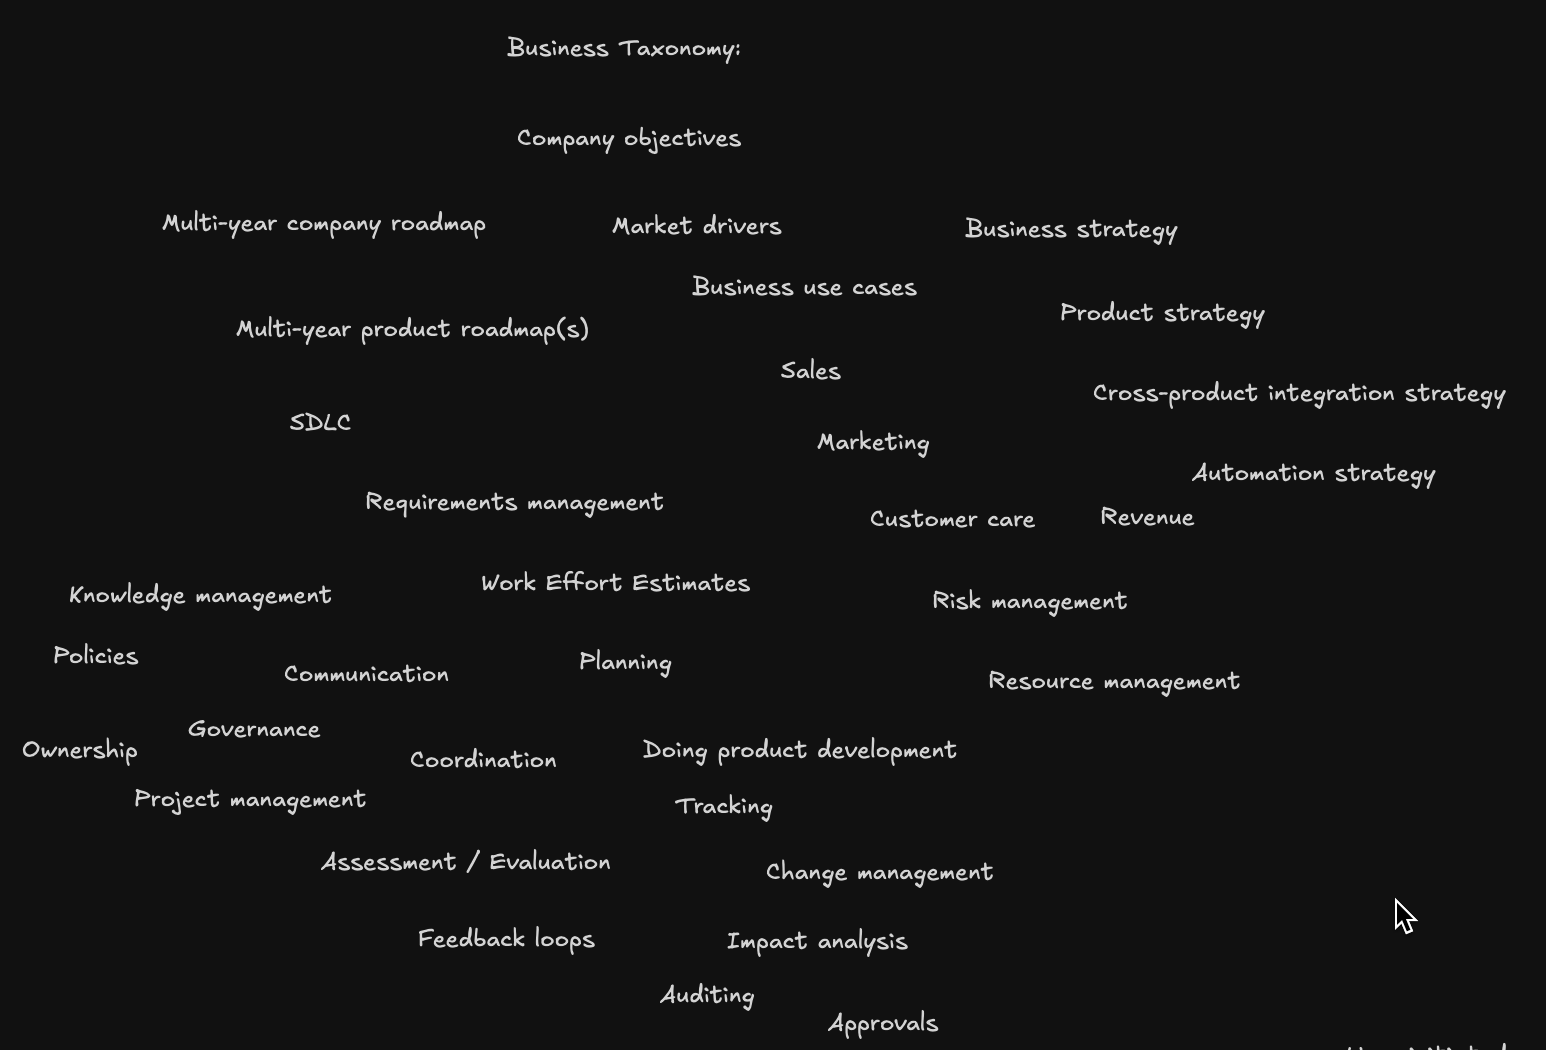 Business Taxonomy:
Company objectives
Multi-year company roadmap
Market drivers
Business strategy
Business use cases
Product strategy
Multi-year product roadmap(s)
Sales
Cross-product integration strategy
SDLC
Marketing
Automation strategy
Requirements management
Customer care
Revenue
Work Effort Estimates
Knowledge management
Risk management
Policies
Planning
Communication
Resource management
Governance
Ownership
Doing product development
Coordination
Project management
Tracking
Assessment / Evaluation
Change management
Feedback loops
Impact analysis
Auditing
Approvals